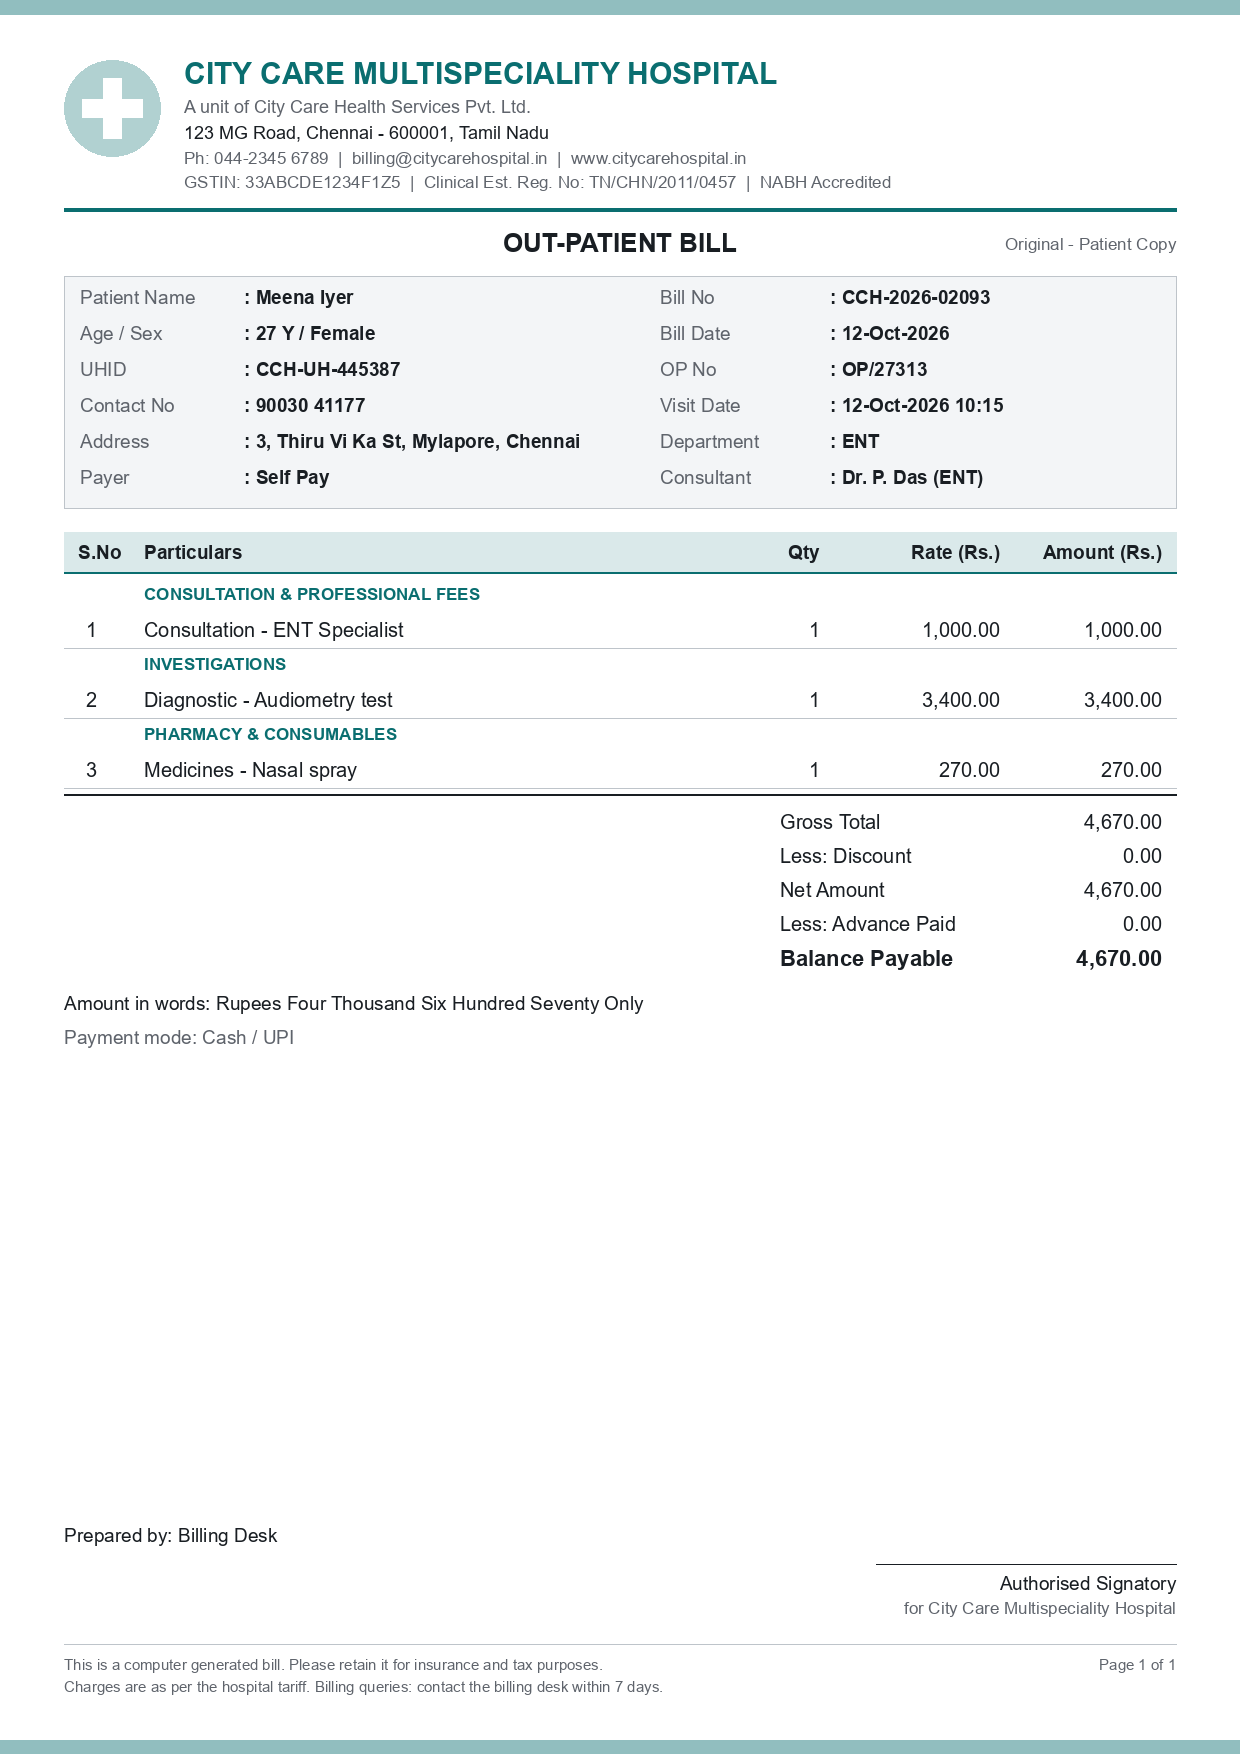 CITY CARE MULTISPECIALITY HOSPITAL
A unit of City Care Health Services Pvt. Ltd.
123 MG Road, Chennai - 600001, Tamil Nadu
Ph: 044-2345 6789 | billing@citycarehospital.in | www.citycarehospital.in
GSTIN: 33ABCDE1234F1Z5 | Clinical Est. Reg. No: TN/CHN/2011/0457 | NABH Accredited
OUT-PATIENT BILL Original - Patient Copy
Patient Name : Meena Iyer Bill No : CCH-2026-02093
Age / Sex : 27 Y / Female Bill Date : 12-Oct-2026
UHID : CCH-UH-445387 OP No : OP/27313
Contact No : 90030 41177 Visit Date : 12-Oct-2026 10:15
Address : 3, Thiru Vi Ka St, Mylapore, Chennai Department : ENT
Payer : Self Pay Consultant : Dr. P. Das (ENT)
S.No Particulars Qty Rate (Rs.) Amount (Rs.)
CONSULTATION & PROFESSIONAL FEES
1 Consultation - ENT Specialist 1 1,000.00 1,000.00
INVESTIGATIONS
2 Diagnostic - Audiometry test 1 3,400.00 3,400.00
PHARMACY & CONSUMABLES
3 Medicines - Nasal spray 1 270.00 270.00
Gross Total 4,670.00
Less: Discount 0.00
Net Amount 4,670.00
Less: Advance Paid 0.00
Balance Payable 4,670.00
Amount in words: Rupees Four Thousand Six Hundred Seventy Only
Payment mode: Cash / UPI
Prepared by: Billing Desk
Authorised Signatory
for City Care Multispeciality Hospital
This is a computer generated bill. Please retain it for insurance and tax purposes. Page 1 of 1
Charges are as per the hospital tariff. Billing queries: contact the billing desk within 7 days.